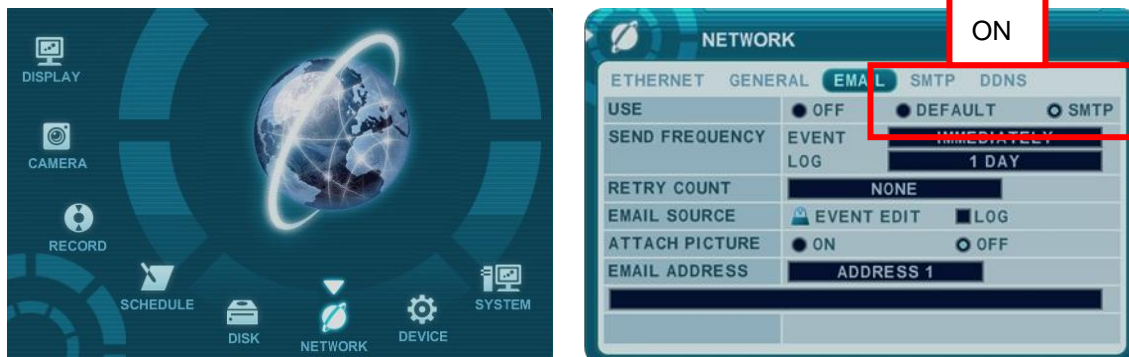 DISPLAY
CAMERA
RECORD
SCHEDULE
DISK
NETWORK
DEVICE
SYSTEM
ON
NETWORK
ETHERNET GENERAL EMAIL SMTP DDNS
USE OFF DEFAULT SMTP
SEND FREQUENCY EVENT IMMEDIATELY
LOG 1 DAY
RETRY COUNT NONE
EMAIL SOURCE EVENT EDIT LOG
ATTACH PICTURE ON OFF
EMAIL ADDRESS ADDRESS 1